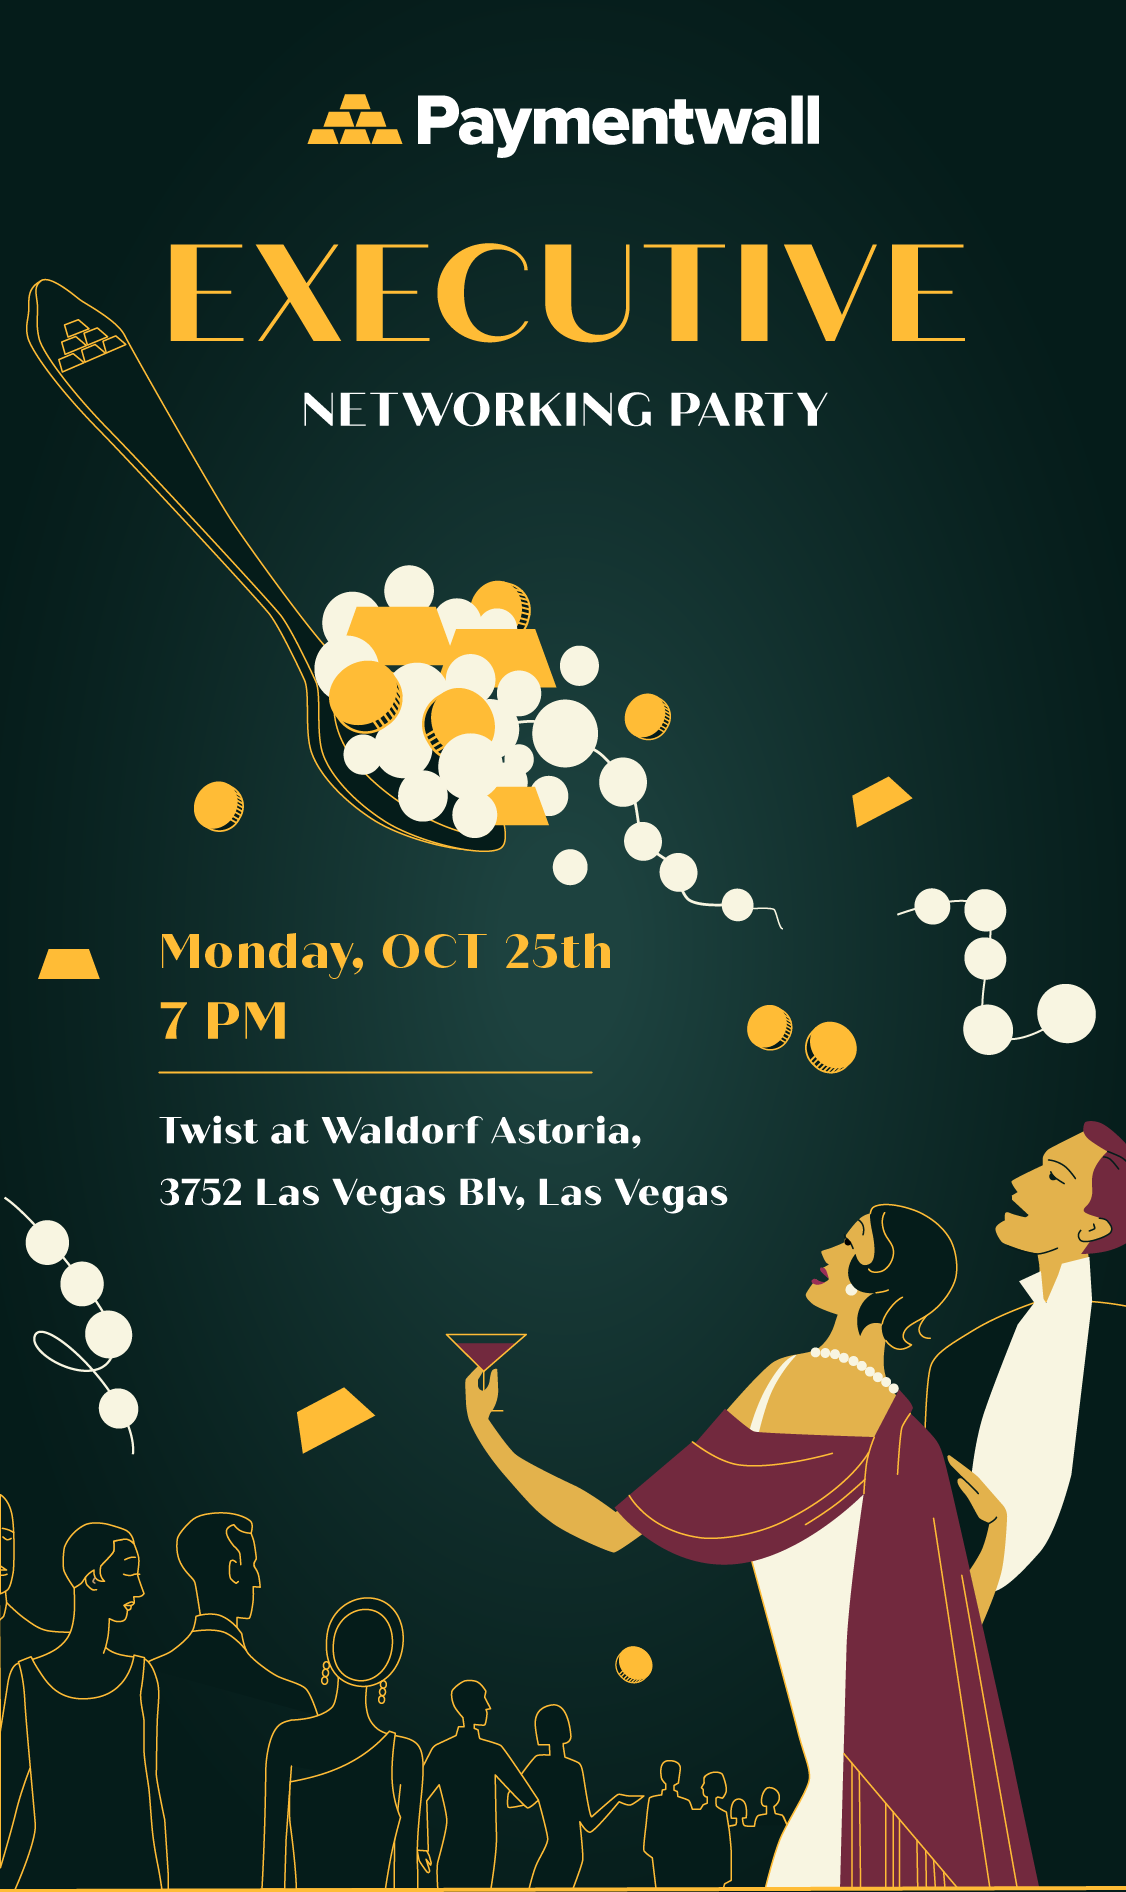 Paymentwall
EXECUTIVE
NETWORKING PARTY
Monday, OCT 25th
7 PM
Twist at Waldorf Astoria,
3752 Las Vegas Blv, Las Vegas